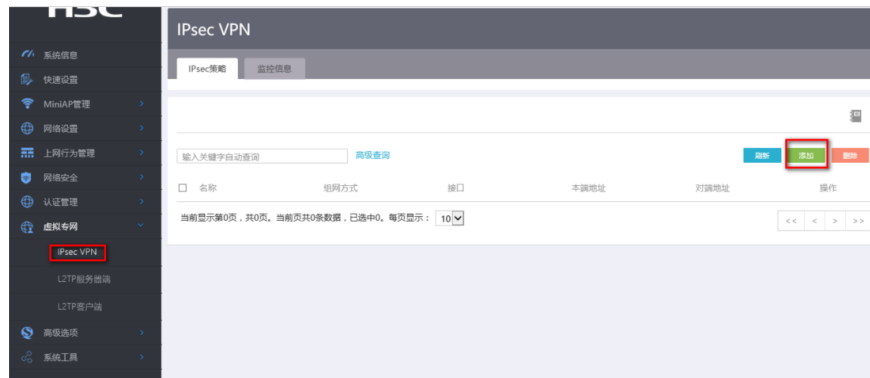 H3C
IPsec VPN
IPsec策略 监控信息
系统信息
快速设置
MiniAP管理
网络设置
上网行为管理
网络安全
认证管理
虚拟专网
IPsec VPN
L2TP服务器端
L2TP客户端
高级选项
系统工具
输入关键字自动查询 高级查询 刷新 添加 删除
名称 组网方式 接口 本端地址 对端地址 操作
当前显示第0页，共0页。当前页共0条数据，已选中0。每页显示： 10
<< < > >>